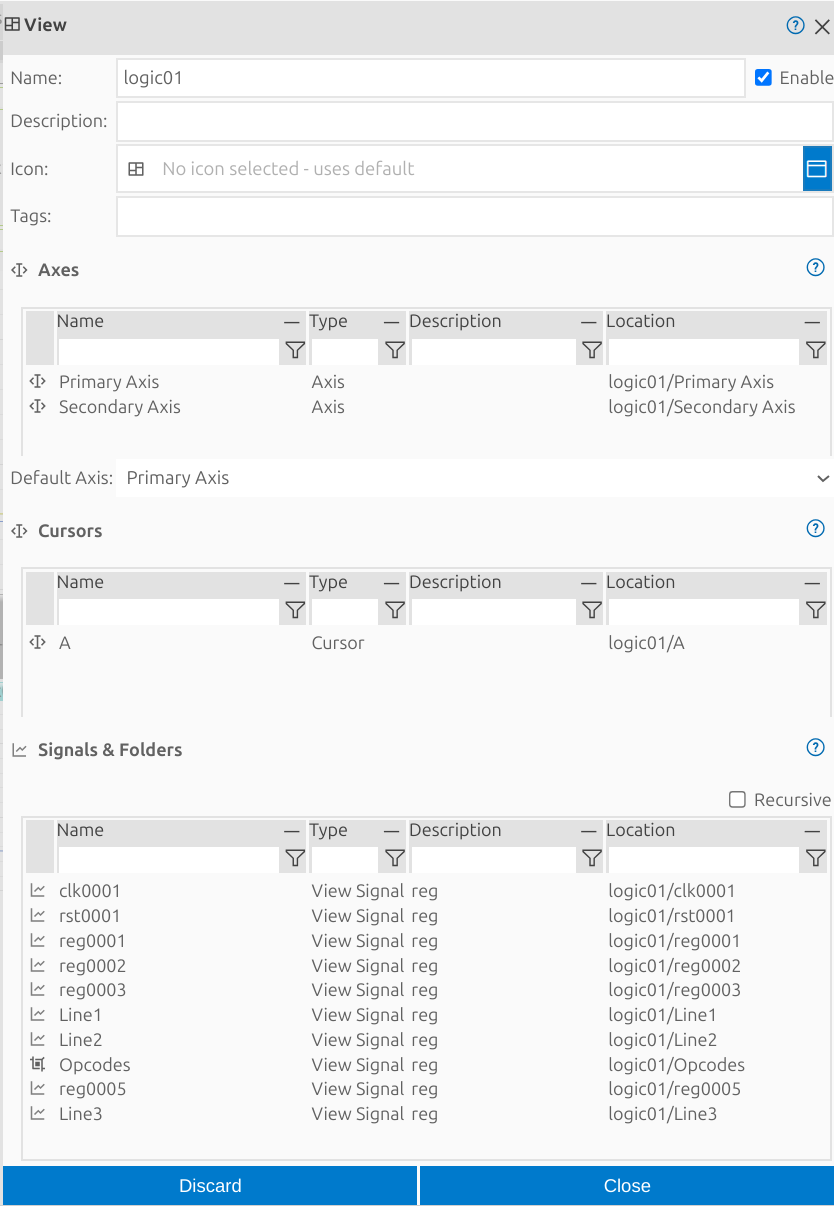 View
Name: logic01 Enable
Description:
Icon: No icon selected - uses default
Tags:
Axes
Name Type Description Location
Primary Axis Axis logic01/Primary Axis
Secondary Axis Axis logic01/Secondary Axis
Default Axis: Primary Axis
Cursors
Name Type Description Location
A Cursor logic01/A
Signals & Folders
Recursive
Name Type Description Location
clk0001 View Signal reg logic01/clk0001
rst0001 View Signal reg logic01/rst0001
reg0001 View Signal reg logic01/reg0001
reg0002 View Signal reg logic01/reg0002
reg0003 View Signal reg logic01/reg0003
Line1 View Signal reg logic01/Line1
Line2 View Signal reg logic01/Line2
Opcodes View Signal reg logic01/Opcodes
reg0005 View Signal reg logic01/reg0005
Line3 View Signal reg logic01/Line3
Discard Close